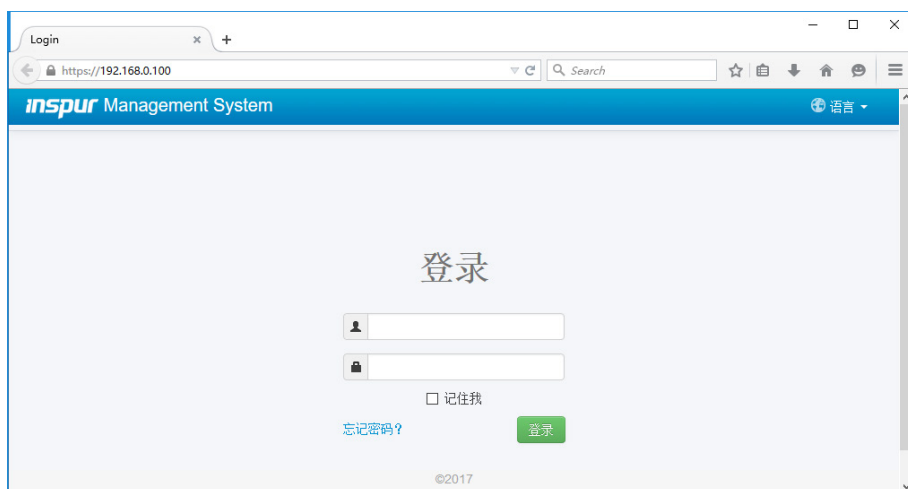 Login
https://192.168.0.100
Search
inspur Management System
语言
登录
记住我
忘记密码？
登录
©2017